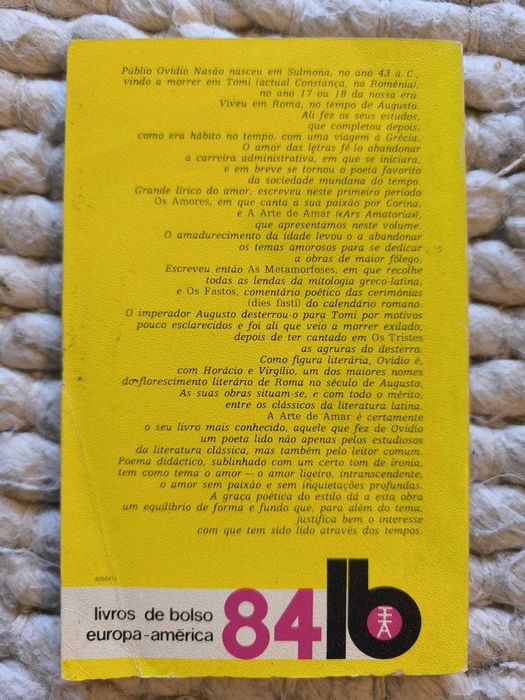 Públio Ovídio Nasão nasceu em Sulmona, no ano 43 a. C.,
vindo a morrer em Tomi (actual Constança, na Roménia),
no ano 17 ou 18 da nossa era.
Viveu em Roma, no tempo de Augusto.
Ali fez os seus estudos,
que completou depois,
como era hábito no tempo, com uma viagem à Grécia.
O amor das letras fê-lo abandonar
a carreira administrativa, em que se iniciara,
e em breve se tornou o poeta favorito
da sociedade mundana do tempo.
Grande lírico do amor, escreveu neste primeiro período
Os Amores, em que canta a sua paixão por Corina,
e A Arte de Amar («Ars Amatoria»),
que apresentamos neste volume.
O amadurecimento da idade levou-o a abandonar
os temas amorosos para se dedicar
a obras de maior fôlego.
Escreveu então As Metamorfoses, em que recolhe
todas as lendas da mitologia greco-latina,
e Os Fastos, comentário poético das cerimónias
(dies fasti) do calendário romano.
O imperador Augusto desterrou-o para Tomi por motivos
pouco esclarecidos e foi ali que veio a morrer exilado,
depois de ter cantado em Os Tristes
as agruras do desterro.
Como figura literária, Ovídio é,
com Horácio e Virgílio, um dos maiores nomes
do florescimento literário de Roma no século de Augusto.
As suas obras situam-se, e com todo o mérito,
entre os clássicos da literatura latina.
A Arte de Amar é certamente
o seu livro mais conhecido, aquele que fez de Ovídio
um poeta lido não apenas pelos estudiosos
da literatura clássica, mas também pelo leitor comum.
Poema didáctico, sublinhado com um certo tom de ironia,
tem como tema o amor — o amor ligeiro, intranscendente,
o amor sem paixão e sem inquietações profundas.
A graça poética do estilo dá a esta obra
um equilíbrio de forma e fundo que, para além do tema,
justifica bem o interesse
com que tem sido lido através dos tempos.
livros de bolso
europa-américa
84
lb